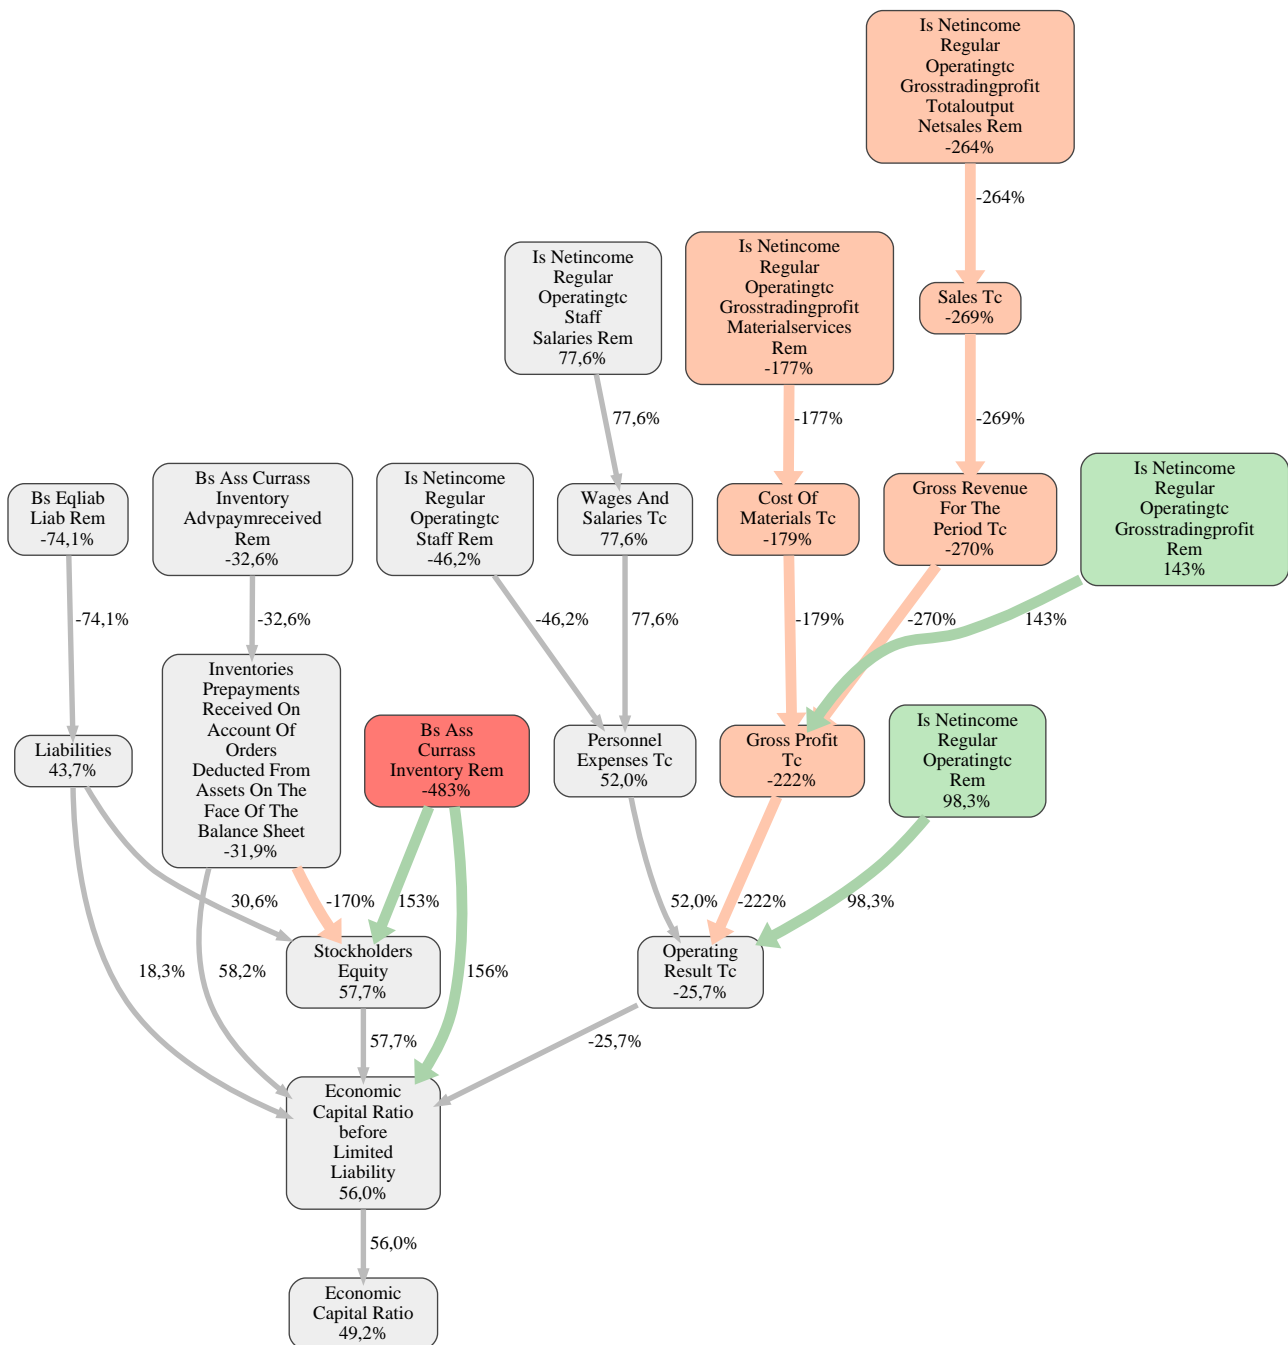 Is Netincome
Regular
Operatingtc
Grosstradingprofit
Totaloutput
Netsales Rem
-264%
-264%
Is Netincome
Regular
Operatingtc
Staff
Salaries Rem
77,6%
Is Netincome
Regular
Operatingtc
Grosstradingprofit
Materialservices
Rem
-177%
Sales Tc
-269%
77,6%
-177%
-269%
Bs Eqliab
Liab Rem
-74,1%
Bs Ass Currass
Inventory
Advpaymreceived
Rem
-32,6%
Is Netincome
Regular
Operatingtc
Staff Rem
-46,2%
Wages And
Salaries Tc
77,6%
Cost Of
Materials Tc
-179%
Gross Revenue
For The
Period Tc
-270%
Is Netincome
Regular
Operatingtc
Grosstradingprofit
Rem
143%
-74,1%
-32,6%
-46,2%
77,6%
-179%
-270%
143%
Liabilities
43,7%
Inventories
Prepayments
Received On
Account Of
Orders
Deducted From
Assets On The
Face Of The
Balance Sheet
-31,9%
Bs Ass
Currass
Inventory Rem
-483%
Personnel
Expenses Tc
52,0%
Gross Profit
Tc
-222%
Is Netincome
Regular
Operatingtc
Rem
98,3%
30,6%
-170%
153%
52,0%
-222%
98,3%
18,3%
58,2%
Stockholders
Equity
57,7%
156%
Operating
Result Tc
-25,7%
57,7%
-25,7%
Economic
Capital Ratio
before
Limited
Liability
56,0%
56,0%
Economic
Capital Ratio
49,2%